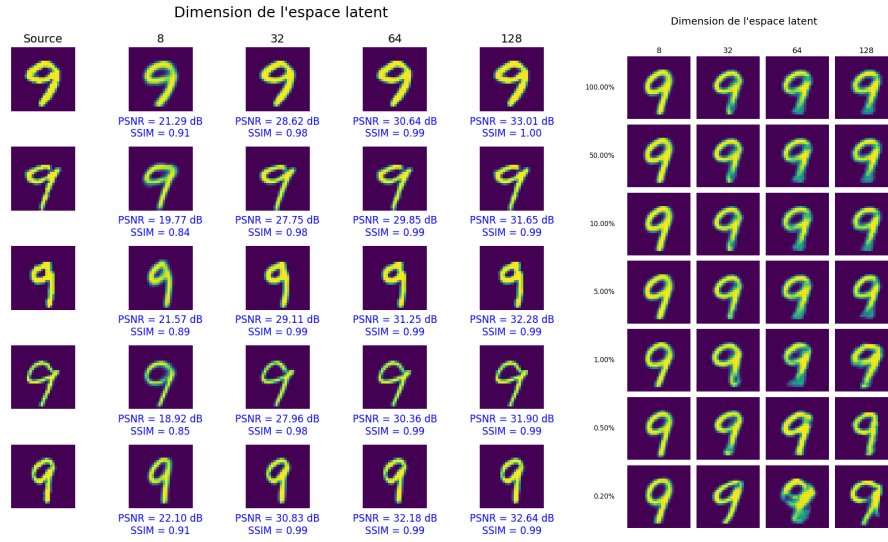 Dimension de l'espace latent
Source 8 32 64 128
PSNR = 21.29 dB PSNR = 28.62 dB PSNR = 30.64 dB PSNR = 33.01 dB
SSIM = 0.91 SSIM = 0.98 SSIM = 0.99 SSIM = 1.00
PSNR = 19.77 dB PSNR = 27.75 dB PSNR = 29.85 dB PSNR = 31.65 dB
SSIM = 0.84 SSIM = 0.98 SSIM = 0.99 SSIM = 0.99
PSNR = 21.57 dB PSNR = 29.11 dB PSNR = 31.25 dB PSNR = 32.28 dB
SSIM = 0.89 SSIM = 0.99 SSIM = 0.99 SSIM = 0.99
PSNR = 18.92 dB PSNR = 27.96 dB PSNR = 30.36 dB PSNR = 31.90 dB
SSIM = 0.85 SSIM = 0.98 SSIM = 0.99 SSIM = 0.99
PSNR = 22.10 dB PSNR = 30.83 dB PSNR = 32.18 dB PSNR = 32.64 dB
SSIM = 0.91 SSIM = 0.99 SSIM = 0.99 SSIM = 0.99
Dimension de l'espace latent
8 32 64 128
100.00%
50.00%
10.00%
5.00%
1.00%
0.50%
0.20%